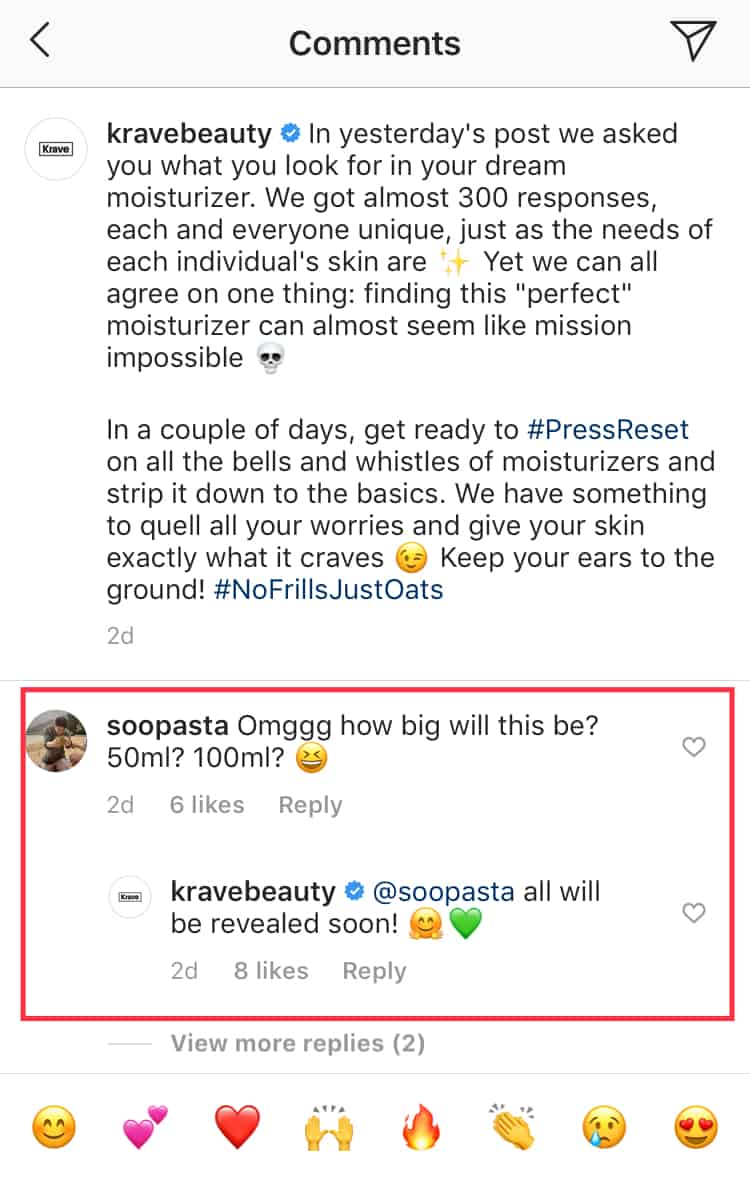 Comments
Krave
kravebeauty In yesterday's post we asked
you what you look for in your dream
moisturizer. We got almost 300 responses,
each and everyone unique, just as the needs of
each individual's skin are ✨ Yet we can all
agree on one thing: finding this "perfect"
moisturizer can almost seem like mission
impossible 💀
In a couple of days, get ready to #PressReset
on all the bells and whistles of moisturizers and
strip it down to the basics. We have something
to quell all your worries and give your skin
exactly what it craves 😉 Keep your ears to the
ground! #NoFrillsJustOats
2d
soopasta Omggg how big will this be?
50ml? 100ml? 😆
2d 6 likes Reply
Krave
kravebeauty @soopasta all will
be revealed soon! 🤗💚
2d 8 likes Reply
View more replies (2)